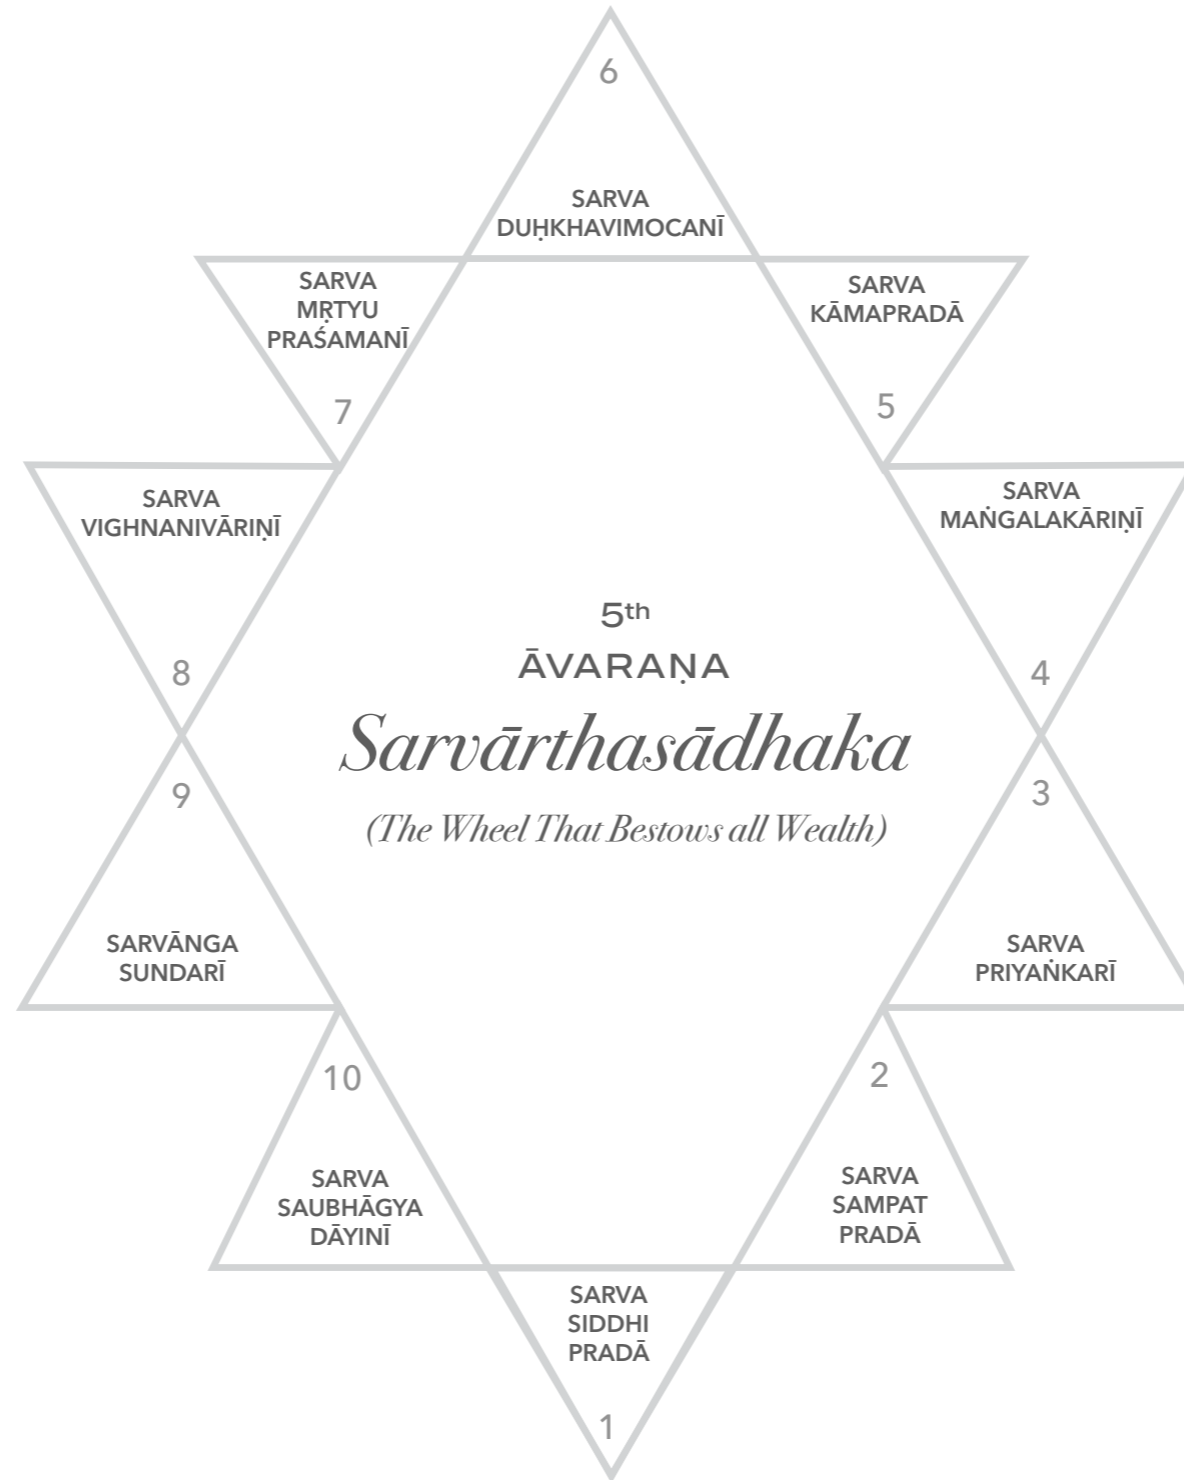 6
SARVA
DUḤKHAVIMOCANĪ
SARVA
MṚTYU
PRAŚAMANĪ
7
SARVA
KĀMAPRADĀ
5
SARVA
VIGHNANIVĀRIṆĪ
8
SARVA
MAṄGALAKĀRIṆĪ
4
5th
ĀVARAṆA
Sarvārthasādhaka
(The Wheel That Bestows all Wealth)
9
SARVĀNGA
SUNDARĪ
3
SARVA
PRIYAṄKARĪ
10
SARVA
SAUBHĀGYA
DĀYINĪ
2
SARVA
SAMPAT
PRADĀ
SARVA
SIDDHI
PRADĀ
1